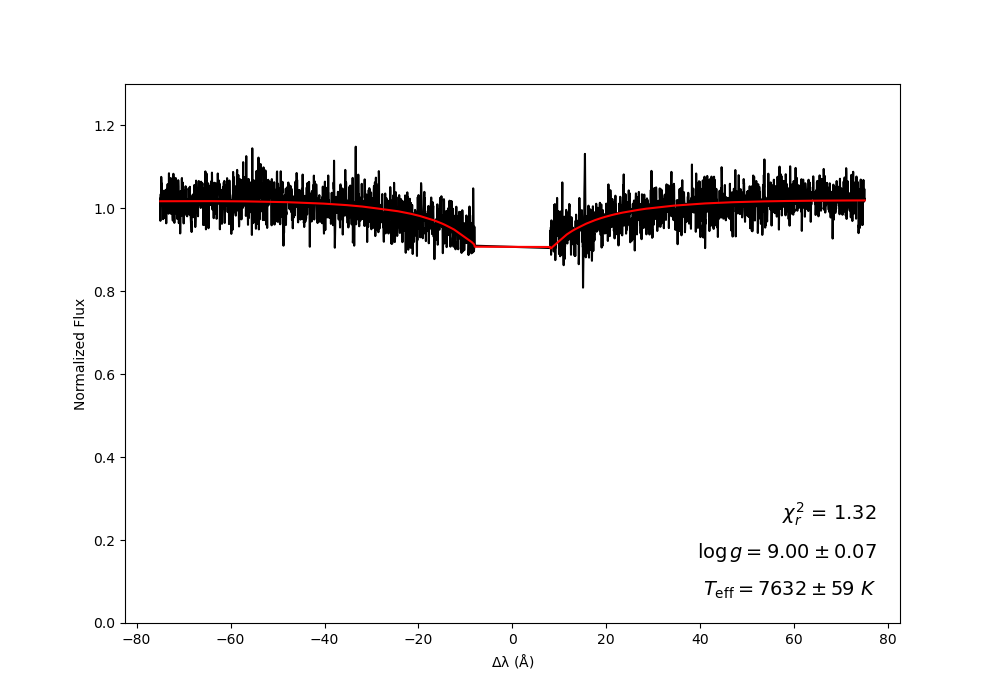 1.2
1.0
0.8
0.6
0.4
0.2
0.0
Normalized Flux
χ²ᵣ = 1.32
log g = 9.00 ± 0.07
T_eff = 7632 ± 59 K
−80 −60 −40 −20 0 20 40 60 80
Δλ (Å)